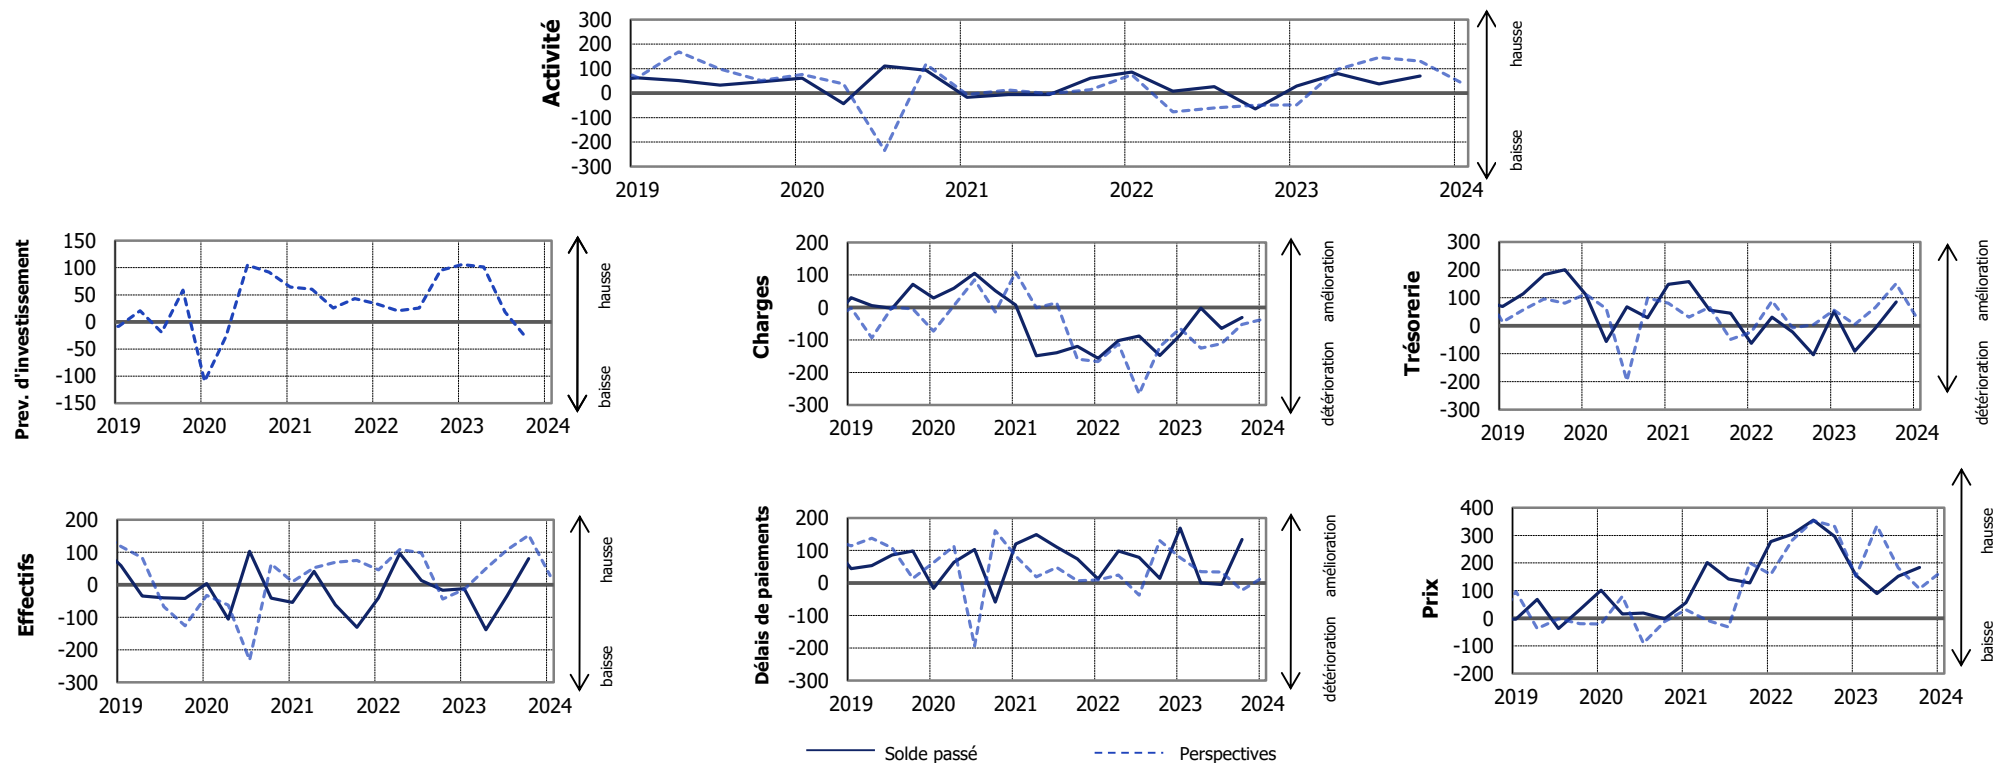 Activité
300
200
100
0
-100
-200
-300
2019 2020 2021 2022 2023 2024
hausse
baisse
Prev. d'investissement
150
100
50
0
-50
-100
-150
2019 2020 2021 2022 2023 2024
hausse
baisse
Charges
200
100
0
-100
-200
-300
2019 2020 2021 2022 2023 2024
amélioration
détérioration
Trésorerie
300
200
100
0
-100
-200
-300
2019 2020 2021 2022 2023 2024
amélioration
détérioration
Effectifs
200
100
0
-100
-200
-300
2019 2020 2021 2022 2023 2024
hausse
baisse
Délais de paiements
200
100
0
-100
-200
-300
2019 2020 2021 2022 2023 2024
amélioration
détérioration
Prix
400
300
200
100
0
-100
-200
2019 2020 2021 2022 2023 2024
hausse
baisse
Solde passé Perspectives